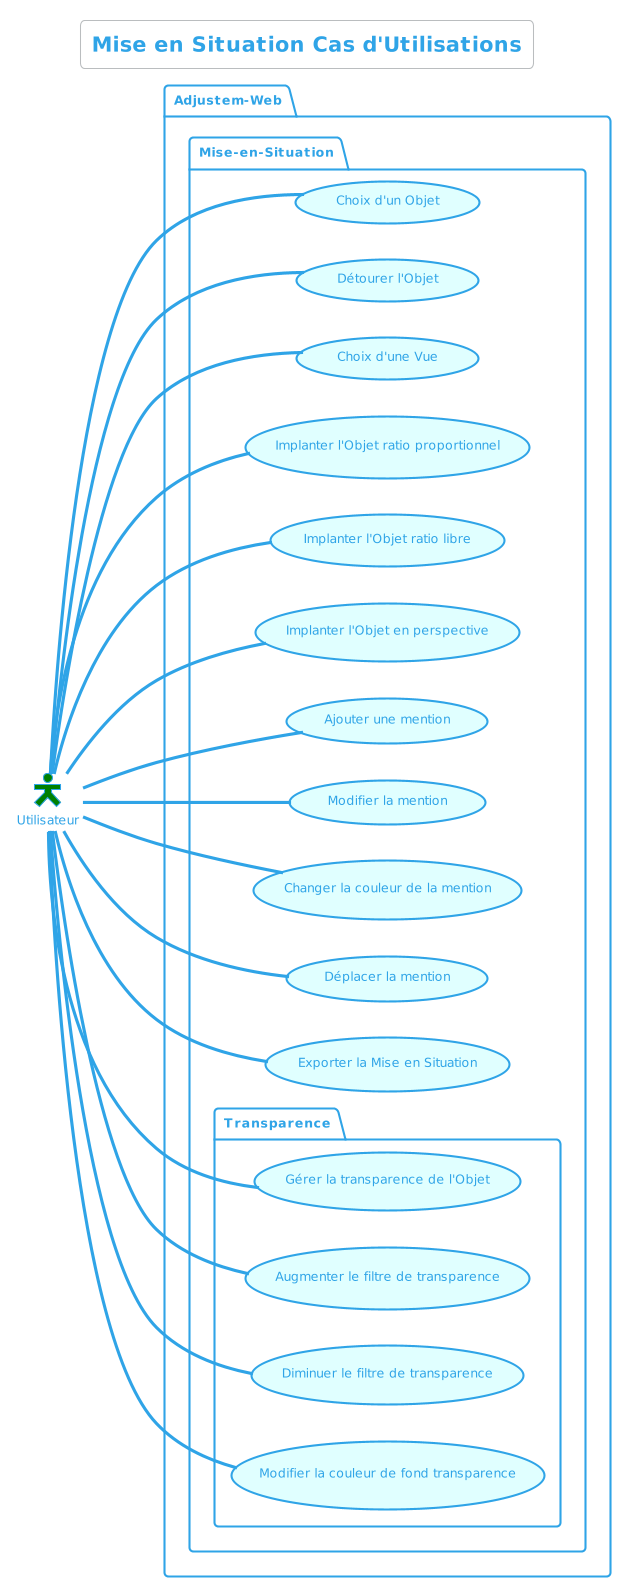 Mise en Situation Cas d'Utilisations
Adjustem-Web
Mise-en-Situation
Choix d'un Objet
Détourer l'Objet
Choix d'une Vue
Implanter l'Objet ratio proportionnel
Implanter l'Objet ratio libre
Implanter l'Objet en perspective
Ajouter une mention
Modifier la mention
Utilisateur
Changer la couleur de la mention
Déplacer la mention
Exporter la Mise en Situation
Transparence
Gérer la transparence de l'Objet
Augmenter le filtre de transparence
Diminuer le filtre de transparence
Modifier la couleur de fond transparence